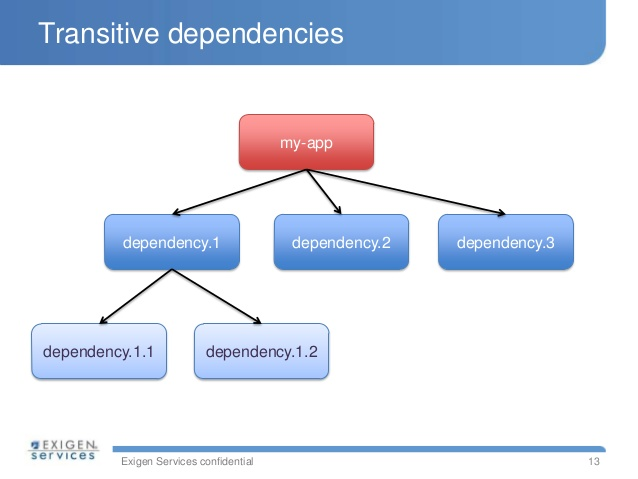 Transitive dependencies
my-app
dependency.1
dependency.2
dependency.3
dependency.1.1
dependency.1.2
EXIGEN
services
Exigen Services confidential
13